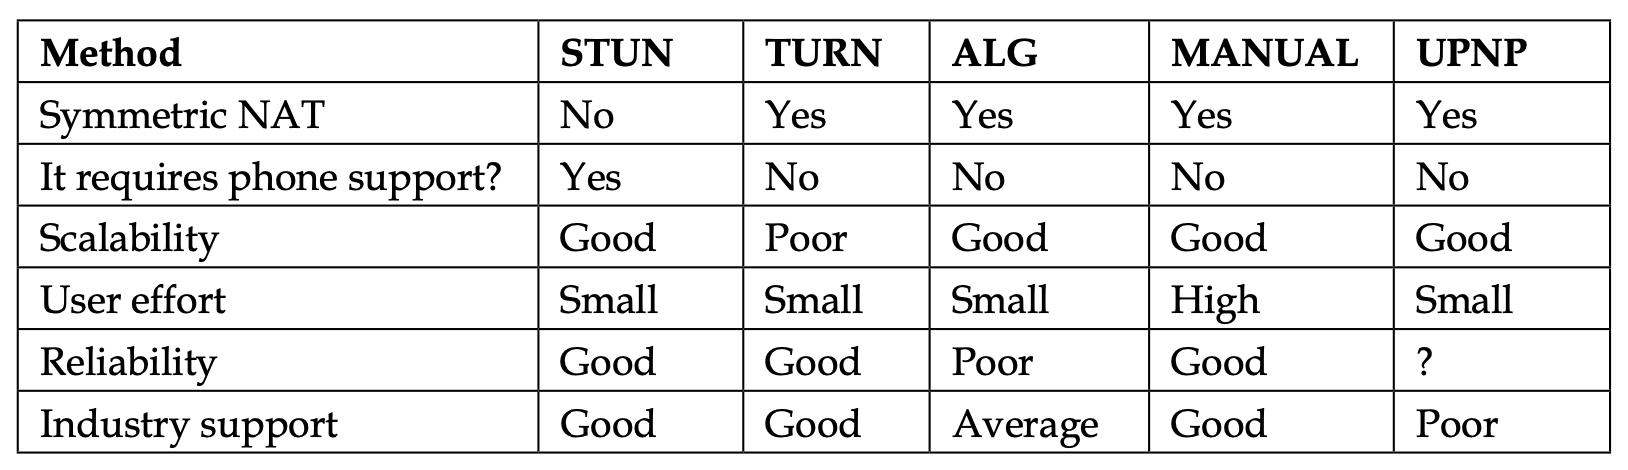 Method STUN TURN ALG MANUAL UPNP
Symmetric NAT No Yes Yes Yes Yes
It requires phone support? Yes No No No No
Scalability Good Poor Good Good Good
User effort Small Small Small High Small
Reliability Good Good Poor Good ?
Industry support Good Good Average Good Poor